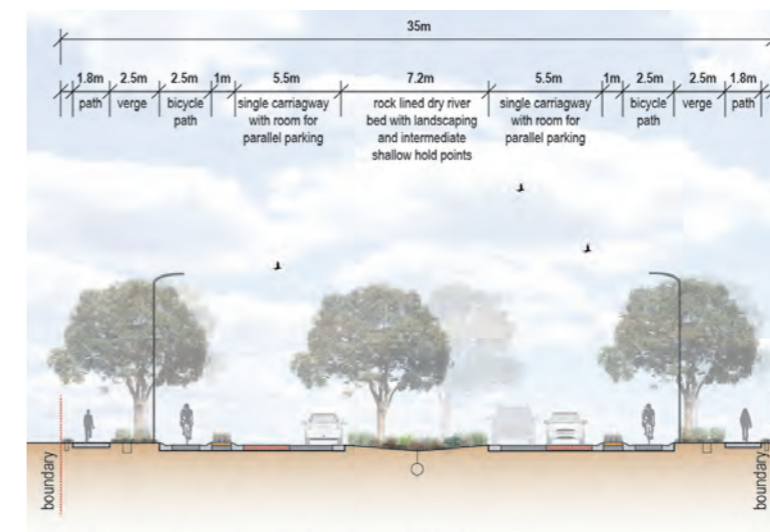 35m
1.8m 2.5m 2.5m 1m 5.5m 7.2m 5.5m 1m 2.5m 2.5m 1.8m
path
verge
bicycle
path
single carriagway
with room for
parallel parking
rock lined dry river
bed with landscaping
and intermediate
shallow hold points
single carriagway
with room for
parallel parking
bicycle
path
verge
path
boundary
boundary